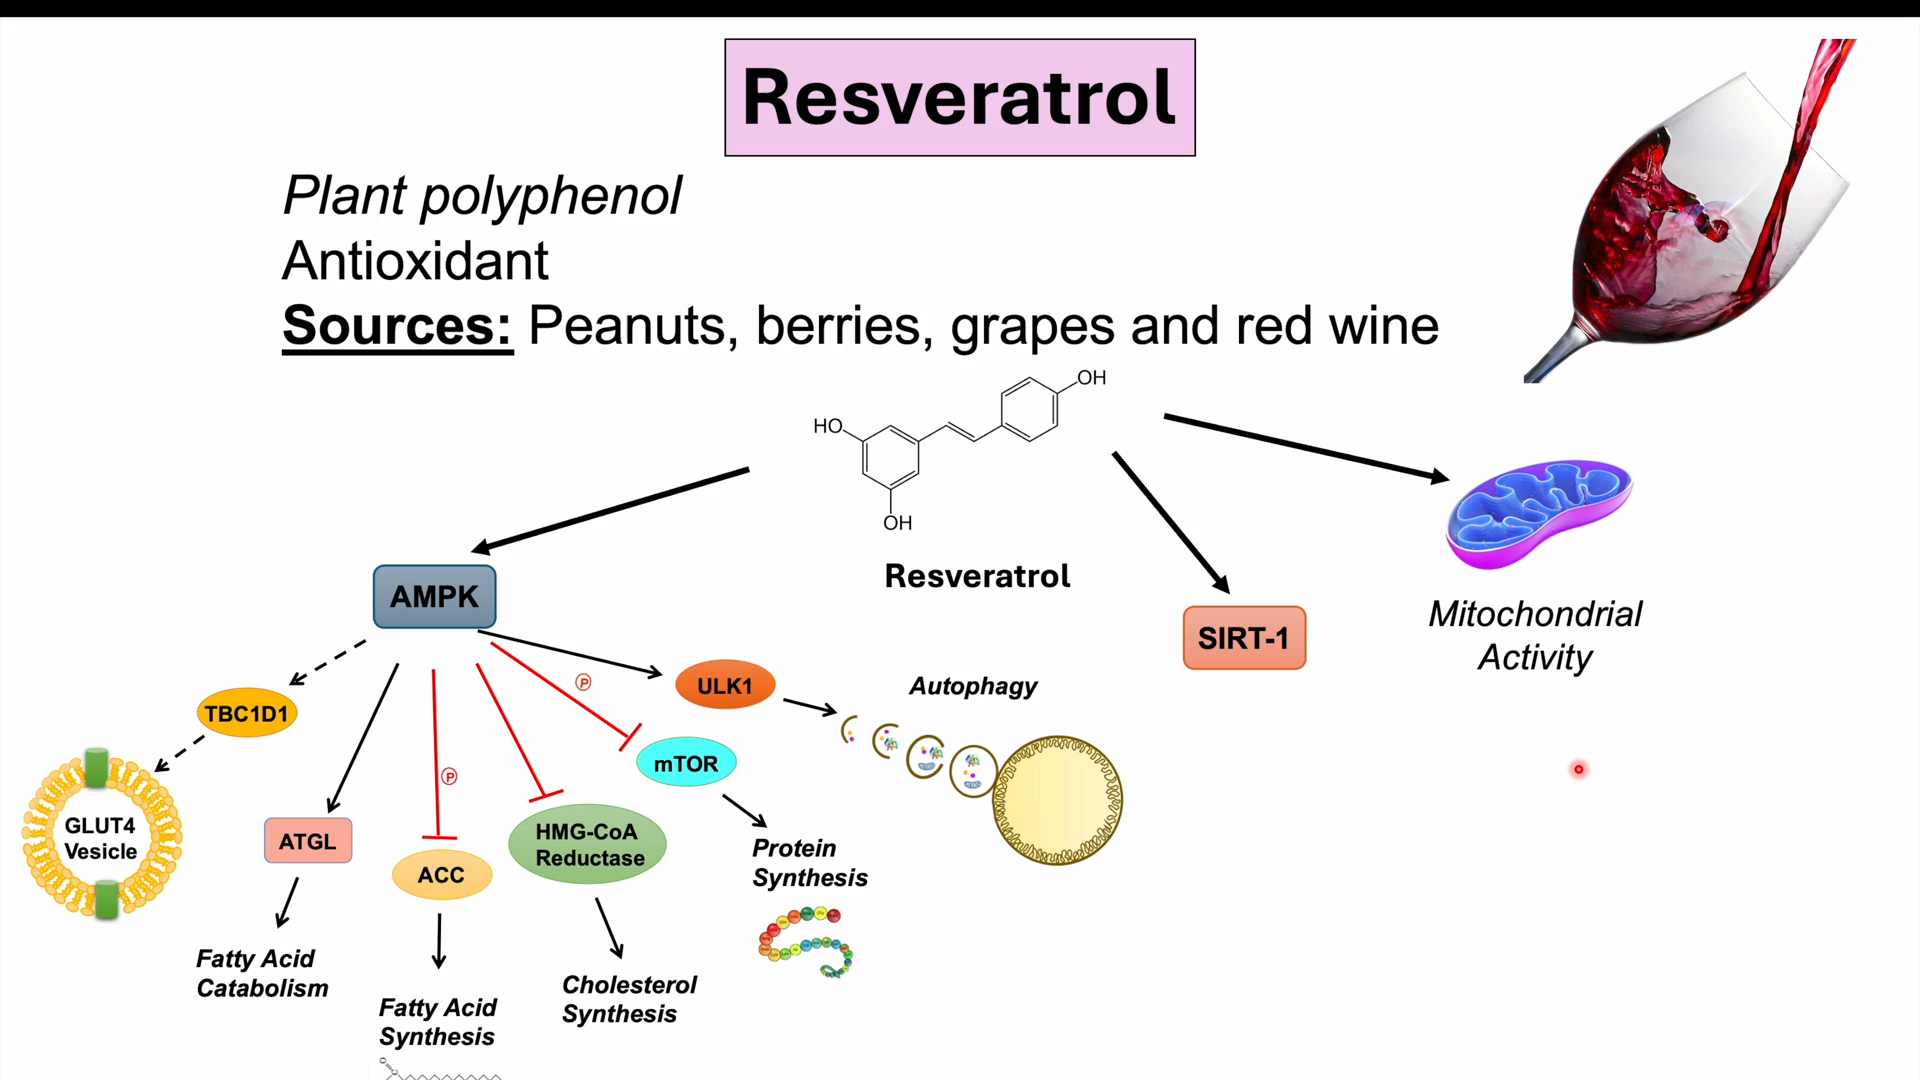 Resveratrol
Plant polyphenol
Antioxidant
Sources: Peanuts, berries, grapes and red wine
OH
HO
OH
Resveratrol
AMPK
SIRT-1
Mitochondrial
Activity
TBC1D1
P
ULK1
Autophagy
mTOR
P
GLUT4
Vesicle
ATGL
ACC
HMG-CoA
Reductase
Protein
Synthesis
Fatty Acid
Catabolism
Fatty Acid
Synthesis
Cholesterol
Synthesis